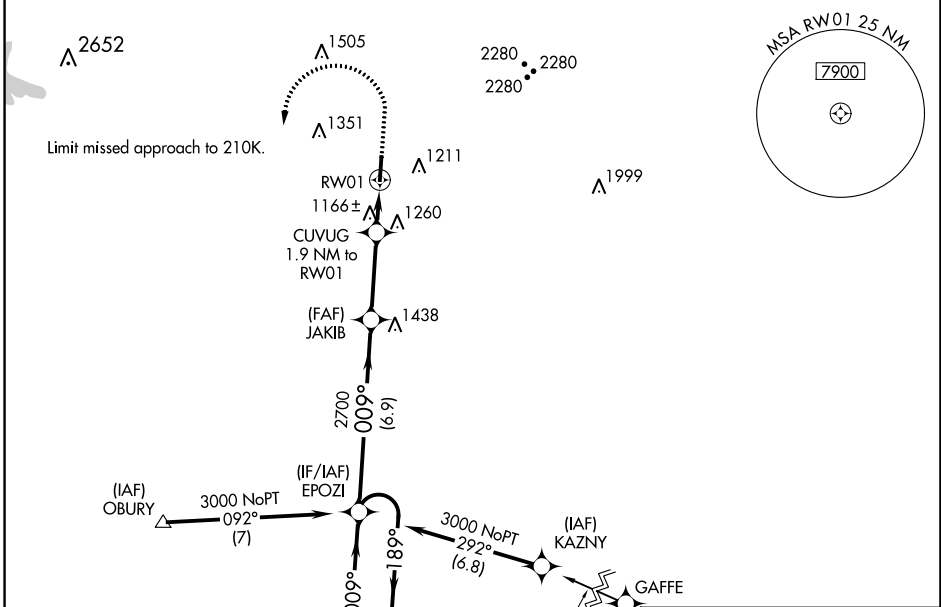 2652
1505
2280
2280
2280
MSA RW01 25 NM
7900
Limit missed approach to 210K.
1351
1211
1999
RW01
1166±
1260
CUVUG
1.9 NM to
RW01
(FAF)
JAKIB
1438
2700
009°
(6.9)
(IF/IAF)
EPOZI
(IAF)
OBURY
3000 NoPT
092°
(7)
3000 NoPT
292°
(6.8)
(IAF)
KAZNY
189°
009°
GAFFE